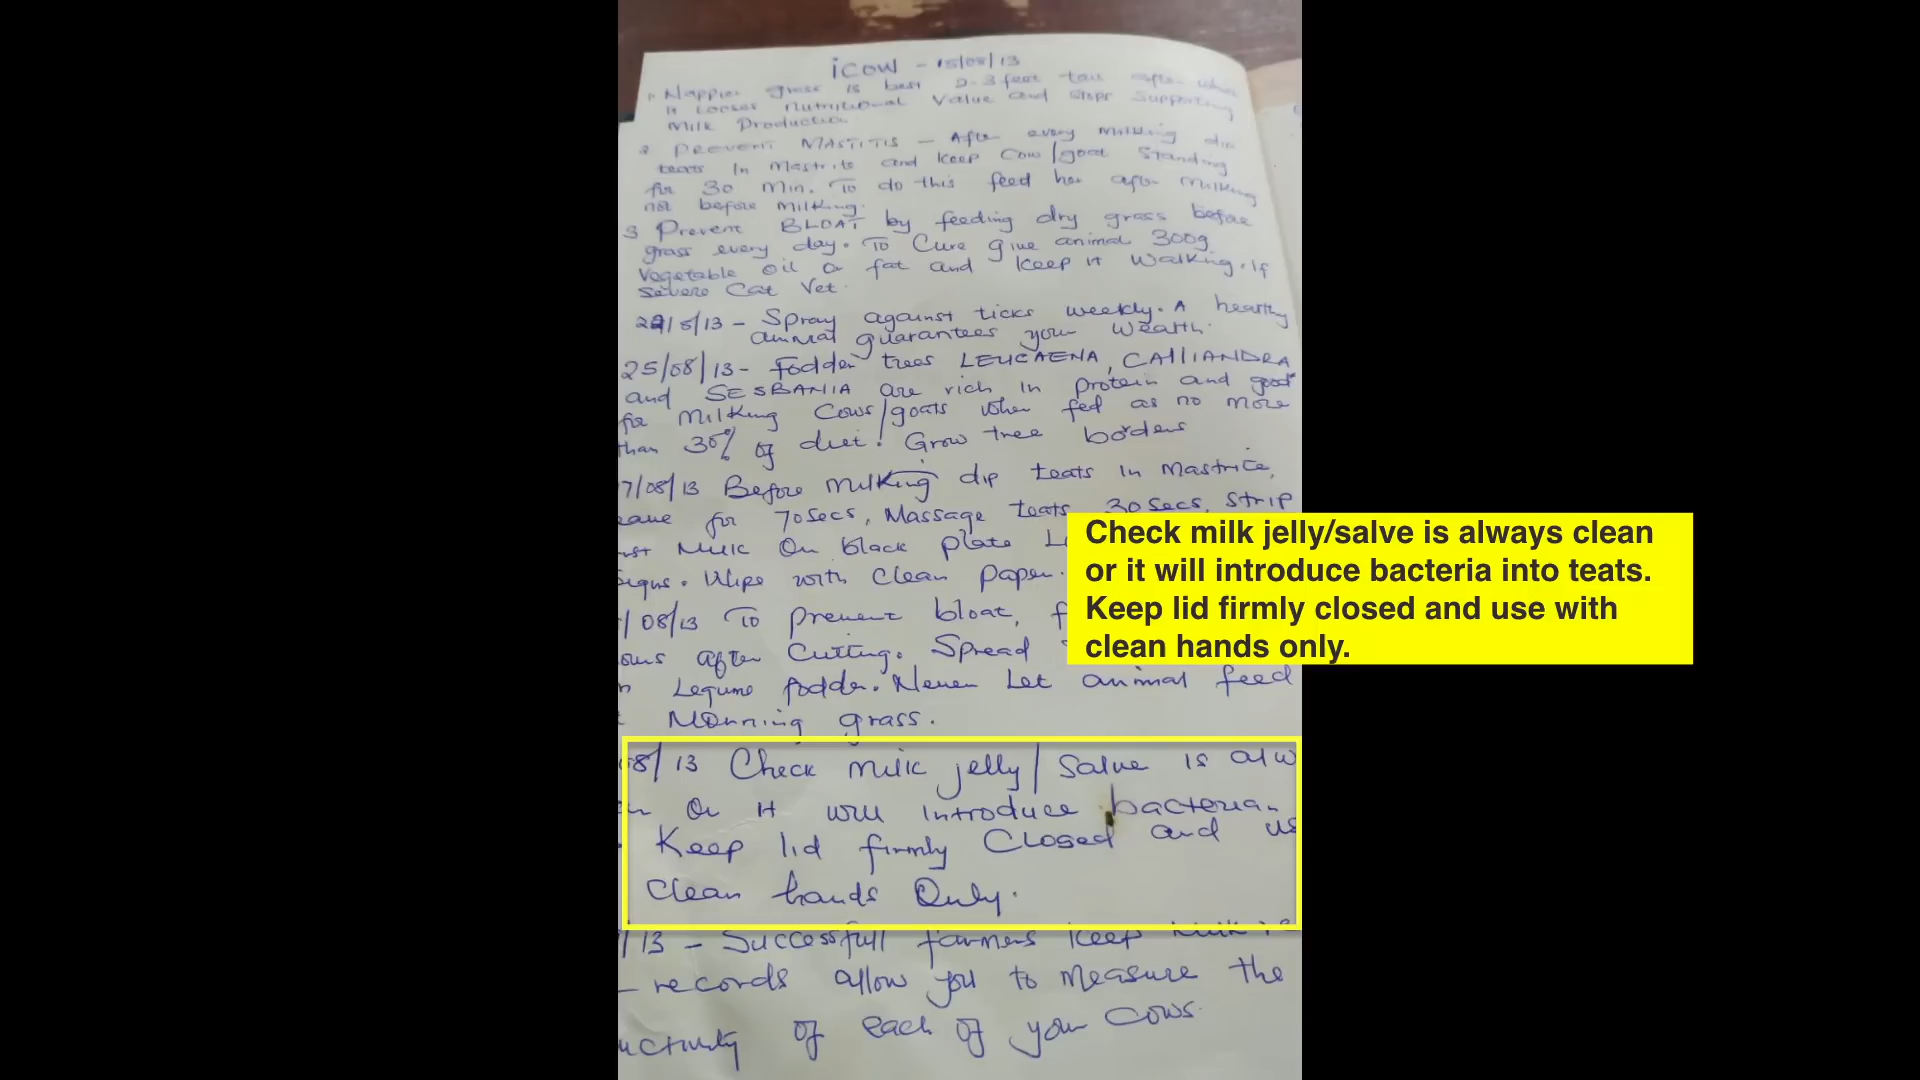 icow - 15/08/13
1. Nappier grass is best 2-3 feet tall after which
it looses nutritional value and stops supporting
Milk Production
2 PREVENT MASTITIS - After every milking dip
teats In Mastrite and keep cow/goat standing
for 30 Min. To do this feed her after milking
not before milking.
3 Prevent BLOAT by feeding dry grass before
grass every day. To Cure give animal 300g
Vegetable oil or fat and keep it walking. If
severe Call Vet.
/8/13 - Spray against ticks weekly. A healthy
animal guarantees your wealth.
25/08/13 - Fodder trees LEUCAENA, CALLIANDRA
and SESBANIA are rich in protein and good
for milking cows/goats when fed as no more
than 30% of diet. Grow tree borders
7/08/13 Before milking dip teats in Mastrite,
eave for 70secs, Massage teats 30secs, strip
Milk On black plate
signs. Wipe with clean paper.
/08/13 To prevent bloat, f
ours after Cutting. Spread
Legume fodder. Never Let animal feed
Morning grass.
08/13 Check milk jelly/salve is alw
Or it will introduce bacteria
Keep lid firmly Closed and us
clean hands Only.
/13 - Successfull farmers keep Milk
- records allow you to measure the
uctivity of each of your cows.
Check milk jelly/salve is always clean
or it will introduce bacteria into teats.
Keep lid firmly closed and use with
clean hands only.